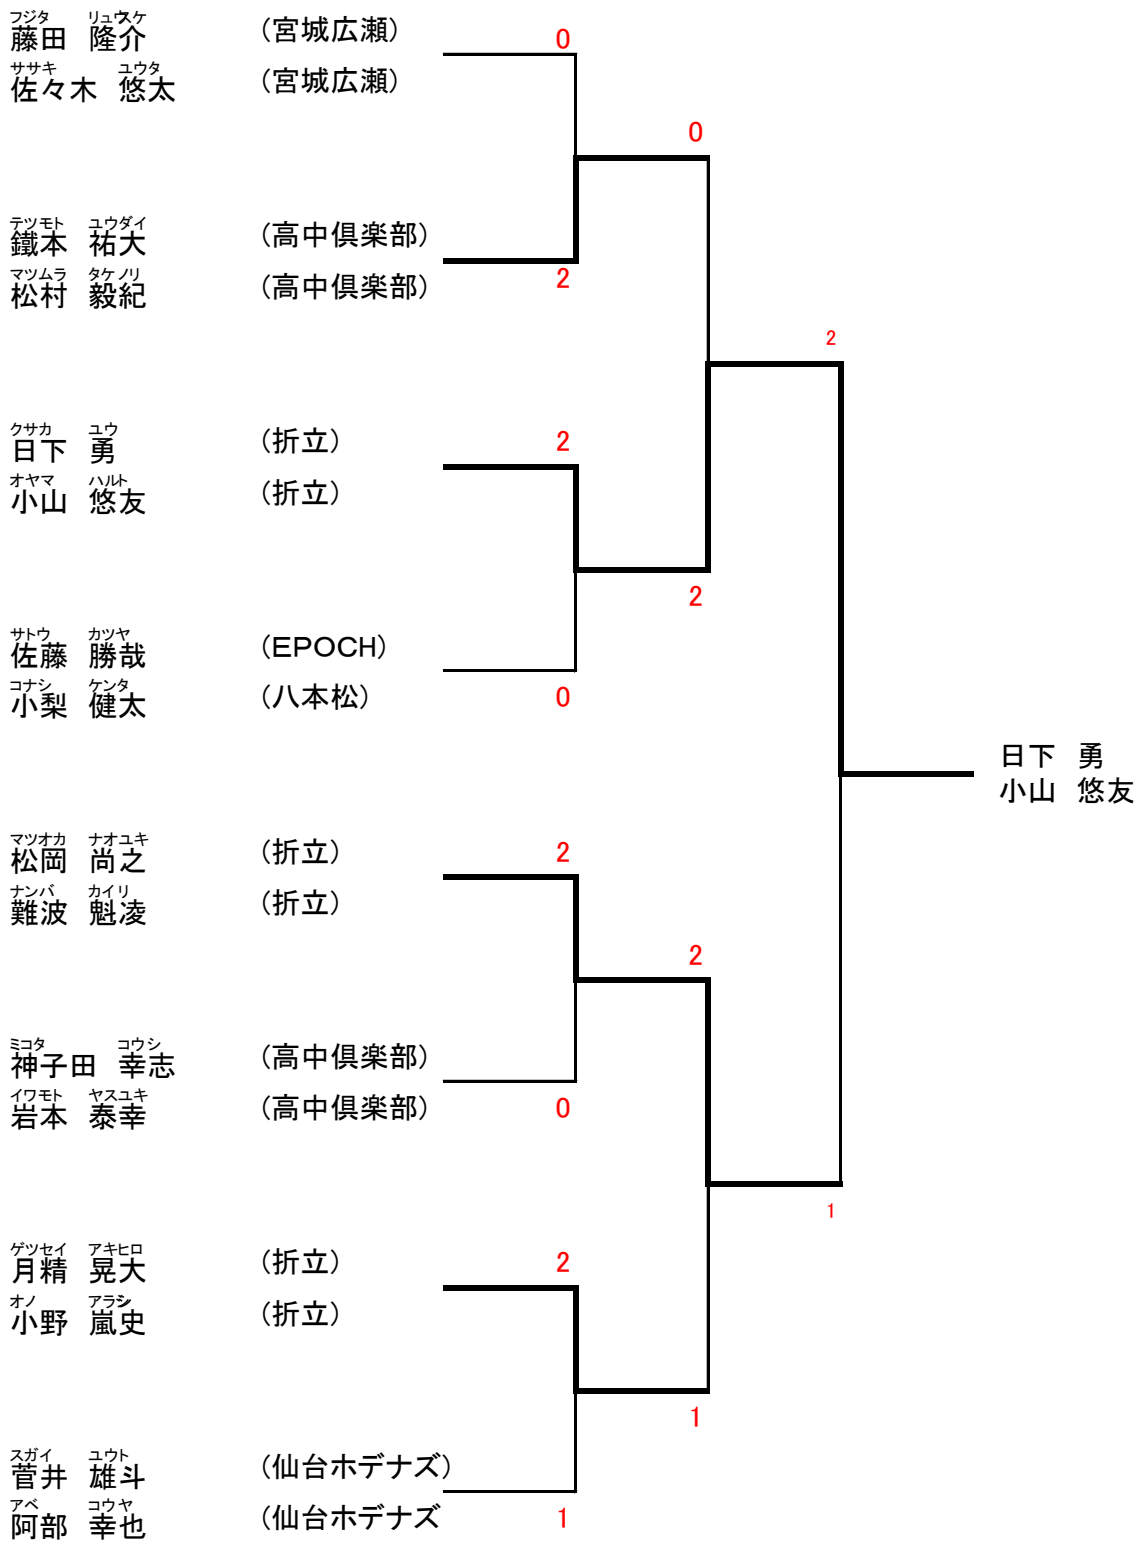 フジタ リュウスケ
藤田 隆介 (宮城広瀬) 0
ササキ ユウタ
佐々木 悠太 (宮城広瀬)
0
テツモト ユウダイ
鐵本 祐大 (高中倶楽部)
マツムラ タケノリ
松村 毅紀 (高中倶楽部) 2
2
クサカ ユウ
日下 勇 (折立) 2
オヤマ ハルト
小山 悠友 (折立)
2
サトウ カツヤ
佐藤 勝哉 (EPOCH)
コナシ ケンタ
小梨 健太 (八本松) 0
日下 勇
小山 悠友
マツオカ ナオユキ
松岡 尚之 (折立) 2
ナンバ カイリ
難波 魁凌 (折立)
2
ミコタ コウシ
神子田 幸志 (高中倶楽部)
イワモト ヤスユキ
岩本 泰幸 (高中倶楽部) 0
1
ゲツセイ アキヒロ
月精 晃大 (折立) 2
オノ アラシ
小野 嵐史 (折立)
1
スガイ ユウト
菅井 雄斗 (仙台ホデナズ)
アベ コウヤ
阿部 幸也 (仙台ホデナズ 1